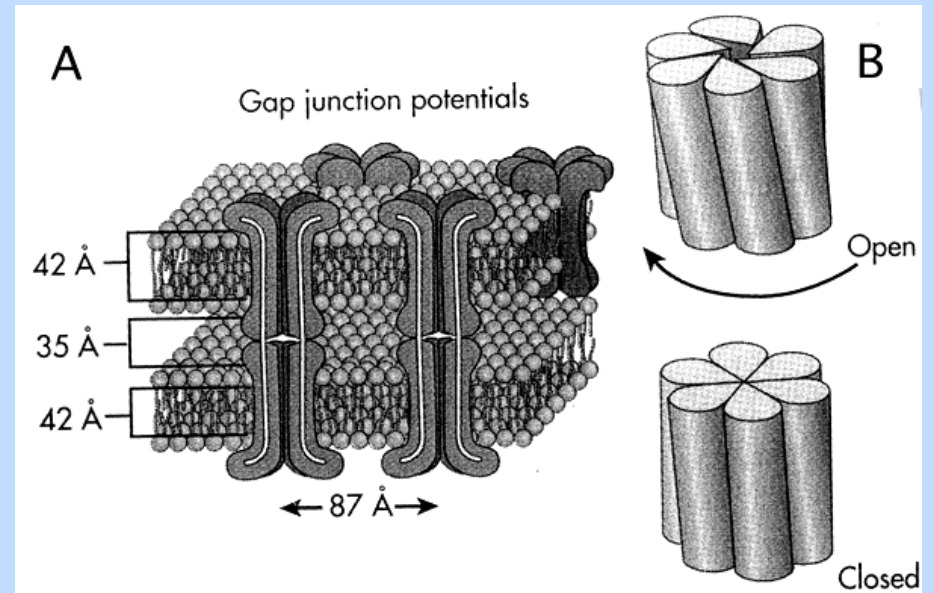 A
B
Gap junction potentials
42 Å
35 Å
42 Å
87 Å
Open
Closed